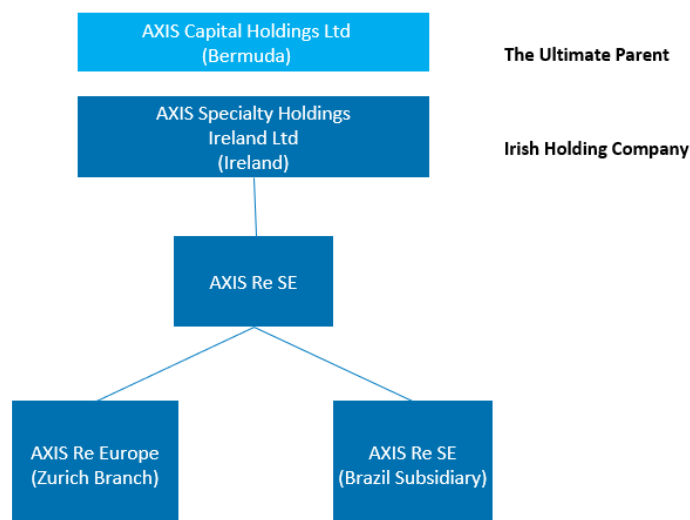 AXIS Capital Holdings Ltd
(Bermuda)
The Ultimate Parent
AXIS Specialty Holdings
Ireland Ltd
(Ireland)
Irish Holding Company
AXIS Re SE
AXIS Re Europe
(Zurich Branch)
AXIS Re SE
(Brazil Subsidiary)